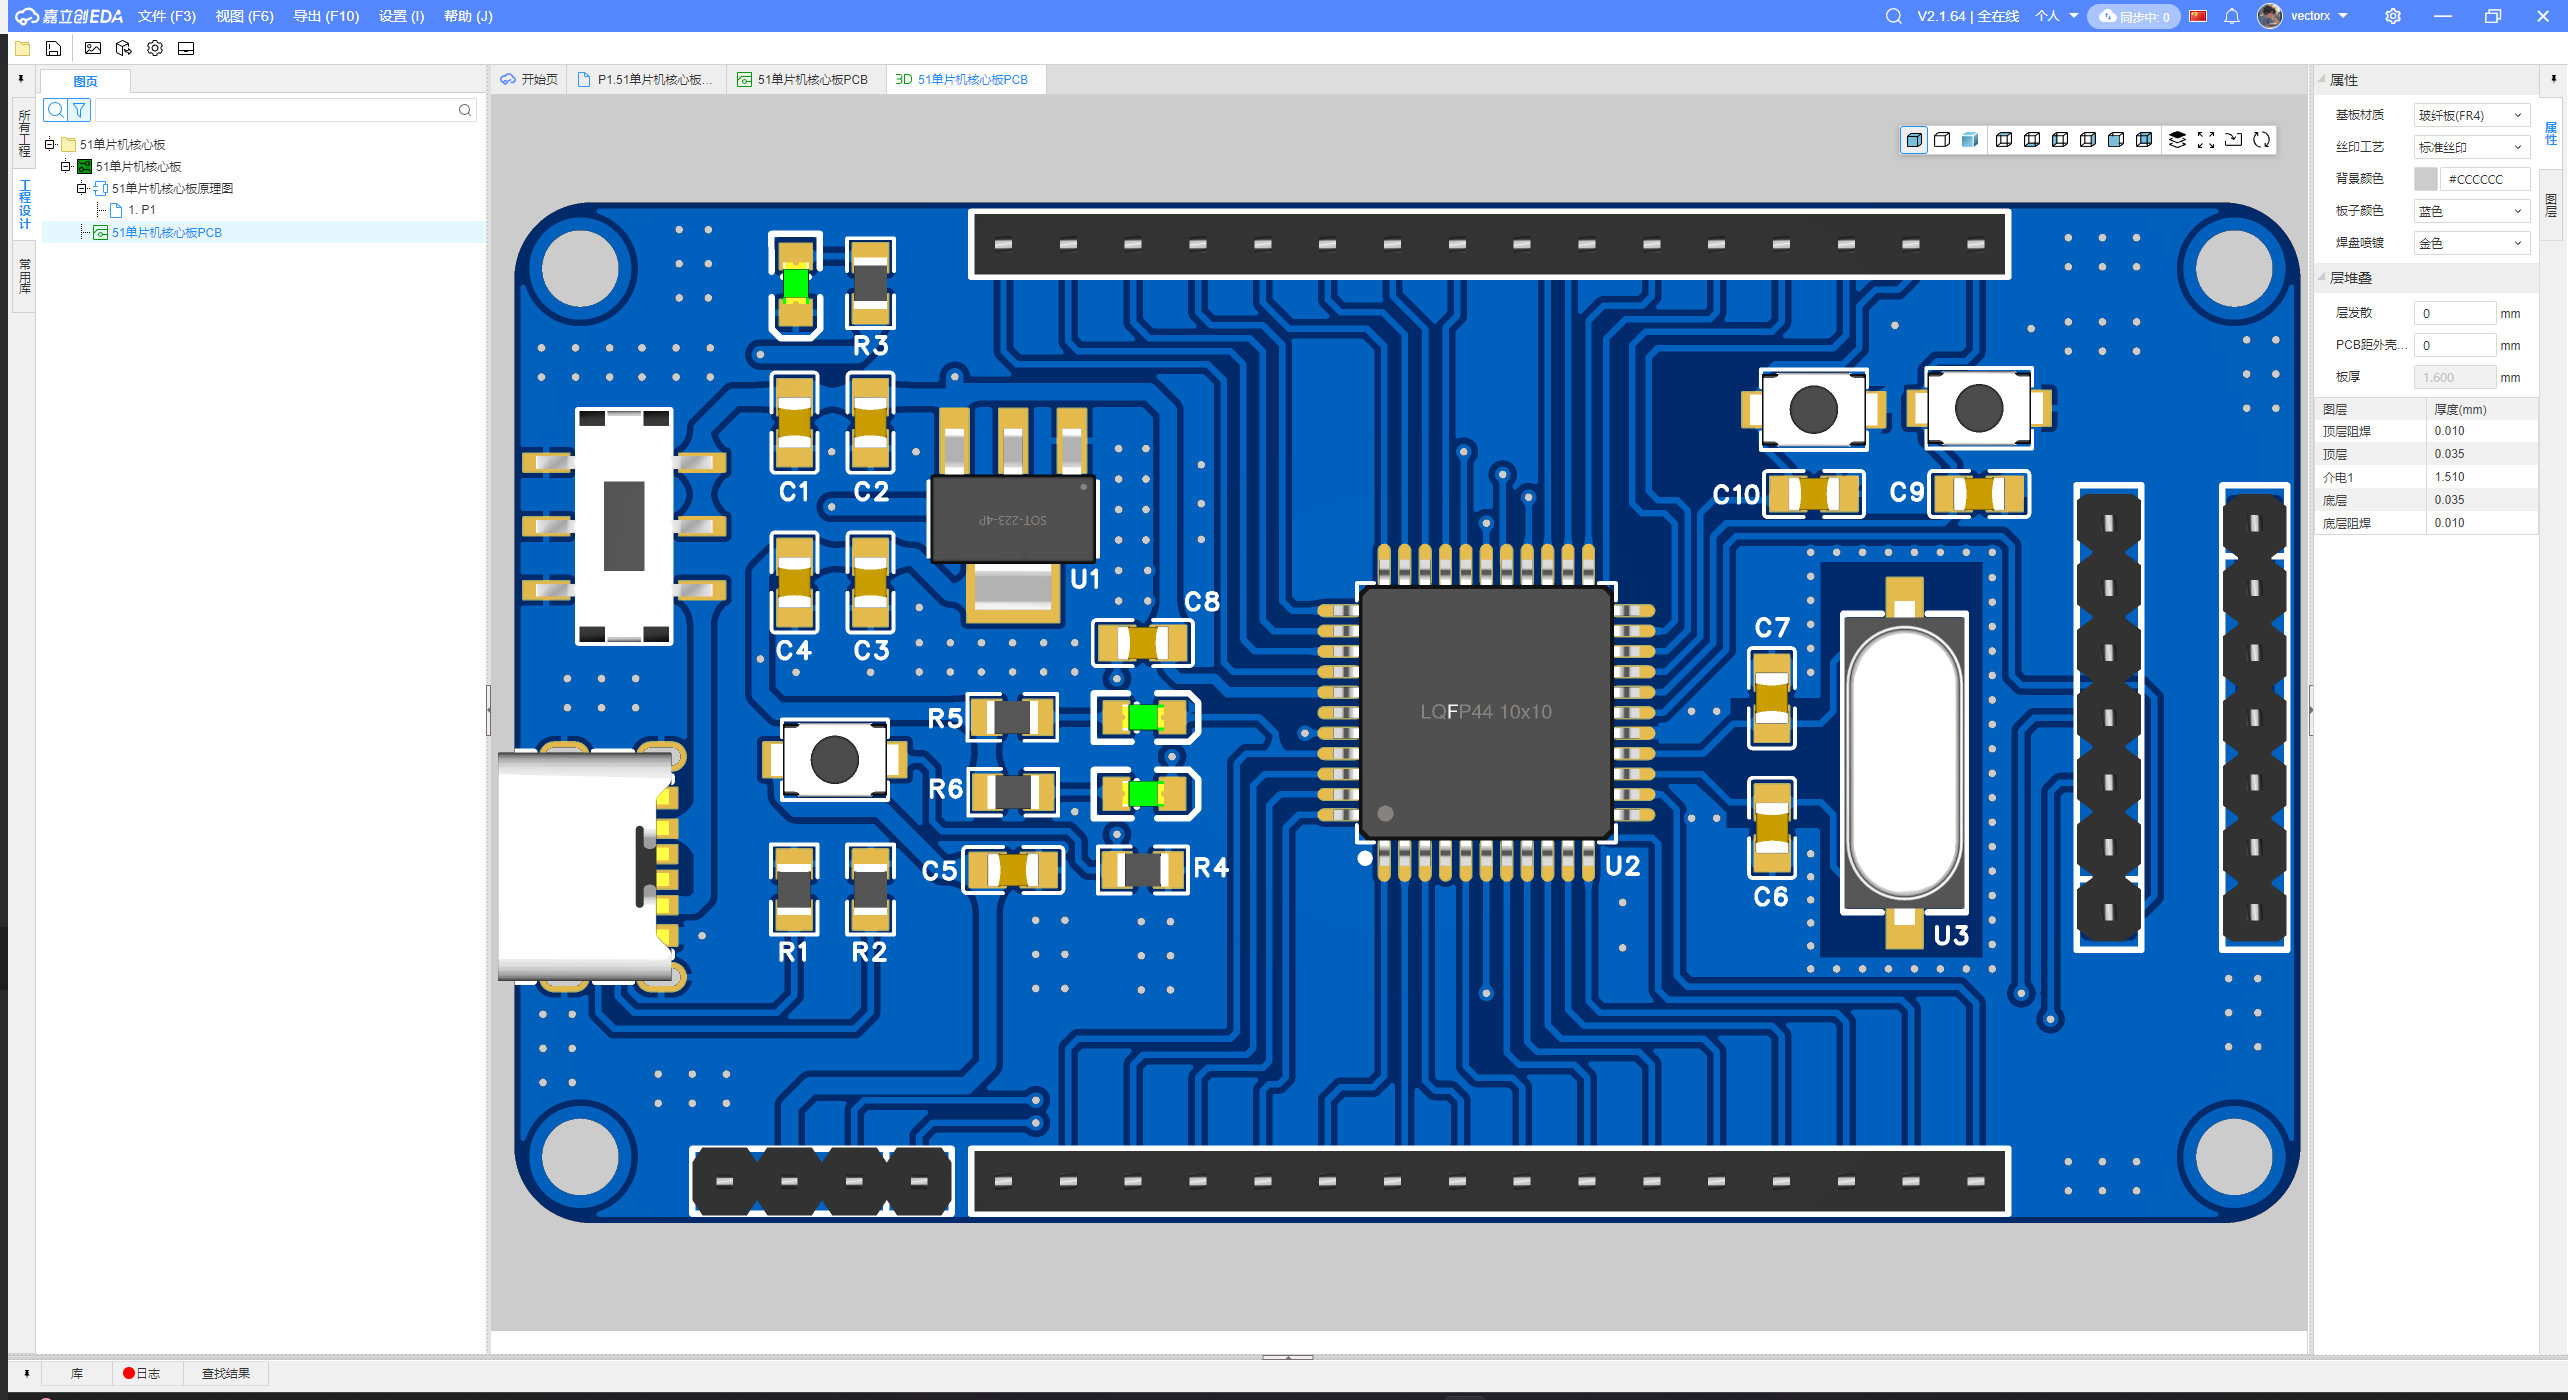 嘉立创EDA 文件 (F3) 视图 (F6) 导出 (F10) 设置 (I) 帮助 (J) V2.1.64 | 全在线 个人 同步中: 0 vectorx
图页
开始页 P1.51单片机核心板... 51单片机核心板PCB 3D 51单片机核心板PCB
所有工程
工程设计
常用库
51单片机核心板
51单片机核心板
51单片机核心板原理图
1. P1
51单片机核心板PCB
R3
C1 C2
SOT-223-4P
U1
C4 C3
C8
R5
R6
C5
R4
R1 R2
LQFP44 10x10
U2
C10 C9
C7
C6
U3
属性
基板材质 玻纤板(FR4)
丝印工艺 标准丝印
背景颜色 #CCCCCC
板子颜色 蓝色
焊盘喷镀 金色
层堆叠
层发散 0 mm
PCB距外壳... 0 mm
板厚 1.600 mm
图层 厚度(mm)
顶层阻焊 0.010
顶层 0.035
介电1 1.510
底层 0.035
底层阻焊 0.010
属性
图层
库 日志 查找结果